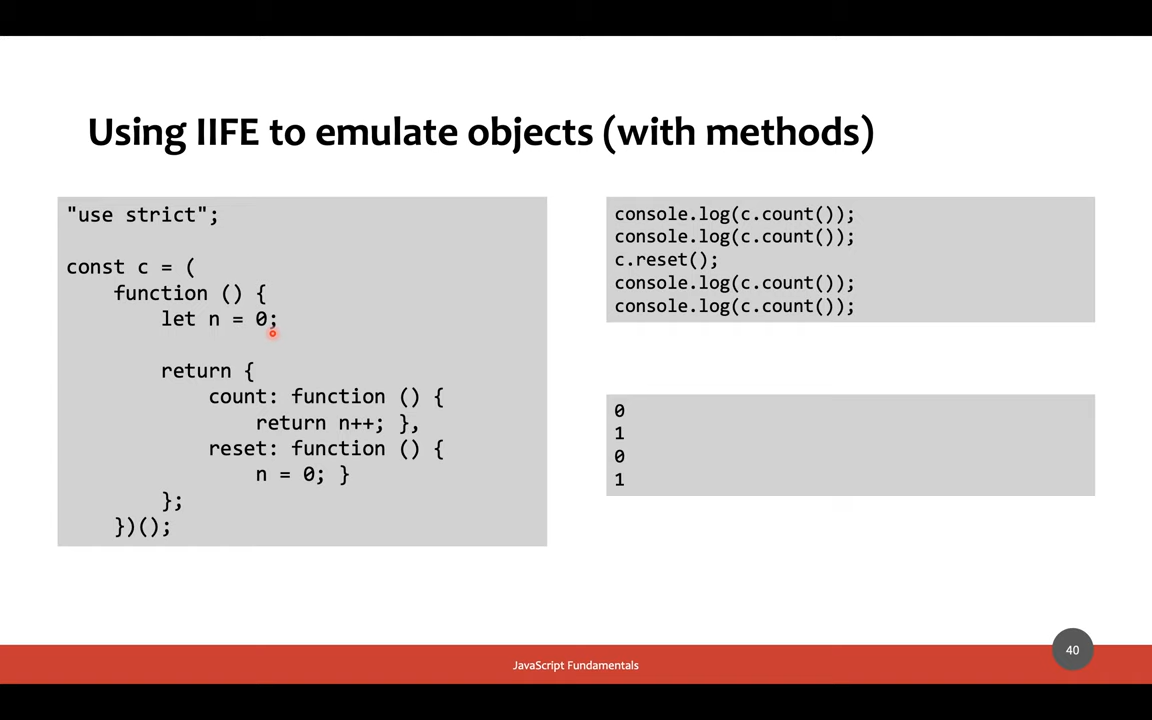 Using IIFE to emulate objects (with methods)
"use strict";
const c = (
function () {
let n = 0;
return {
count: function () {
return n++; },
reset: function () {
n = 0; }
};
})();
console.log(c.count());
console.log(c.count());
c.reset();
console.log(c.count());
console.log(c.count());
0
1
0
1
JavaScript Fundamentals
40